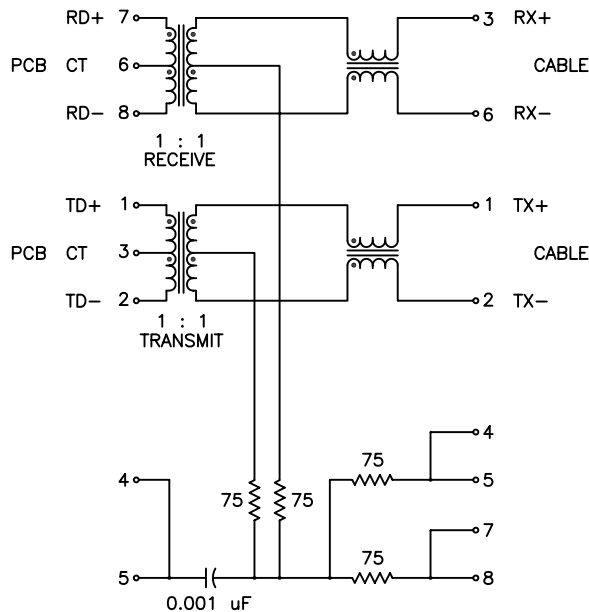 RD+ 7 3 RX+
PCB CT 6 CABLE
RD- 8 6 RX-
1 : 1
RECEIVE
TD+ 1 1 TX+
PCB CT 3 CABLE
TD- 2 2 TX-
1 : 1
TRANSMIT
4
75
4 5
75 75
7
75
5 8
0.001 uF